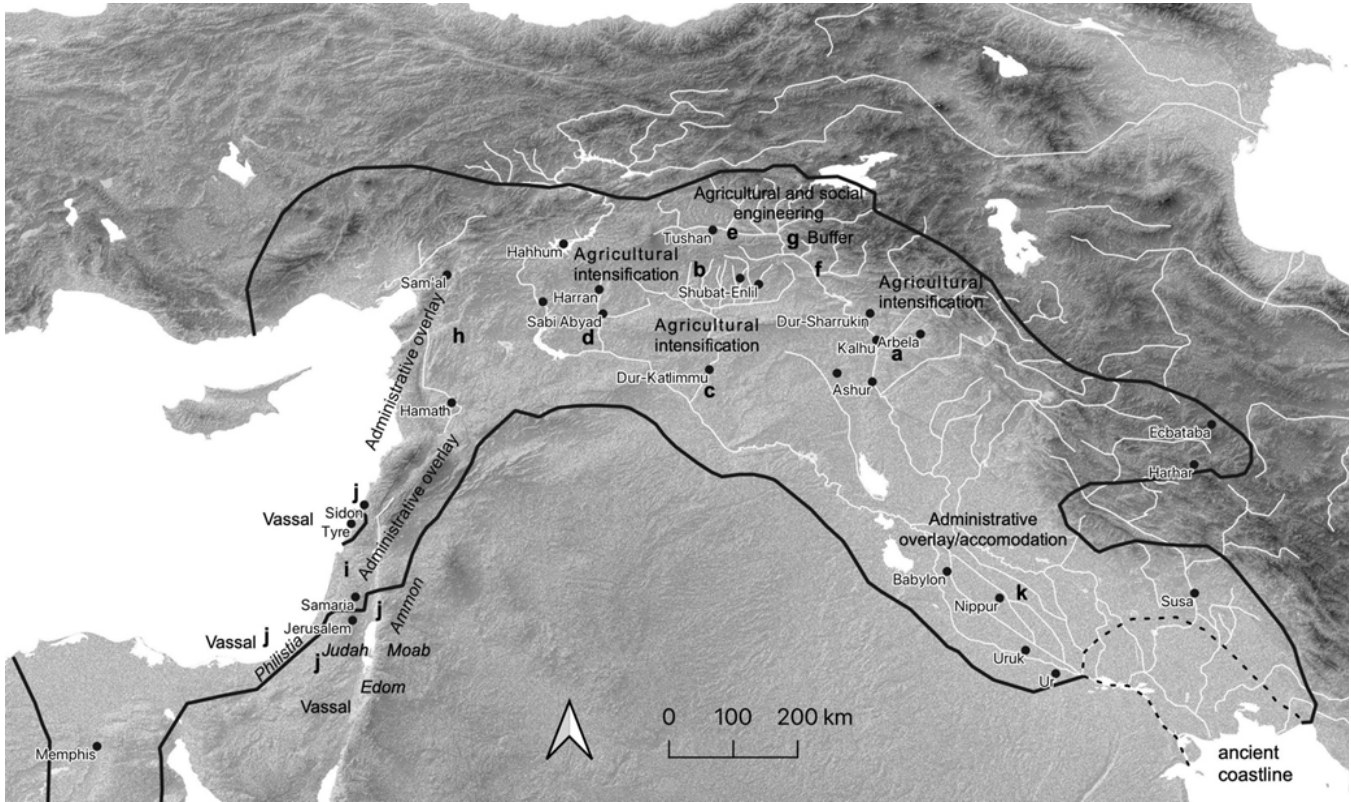 Agricultural and social
engineering
Tushan
e
g
Buffer
Hahhum
Agricultural
intensification
b
f
Sam'al
Shubat-Enlil
Agricultural
intensification
Harran
Sabi Abyad
d
Agricultural
intensification
Dur-Sharrukin
Kalhu
Arbela
a
h
Administrative overlay
Dur-Katlimmu
c
Ashur
Hamath
Ecbataba
Harhar
j
Sidon
Vassal
Tyre
Administrative overlay
Administrative
overlay/accomodation
i
Babylon
Samaria
j
Ammon
Nippur
k
Susa
Jerusalem
Vassal
j
Philistia
j
Judah
Moab
Uruk
Edom
Ur
Vassal
0 100 200 km
Memphis
ancient
coastline